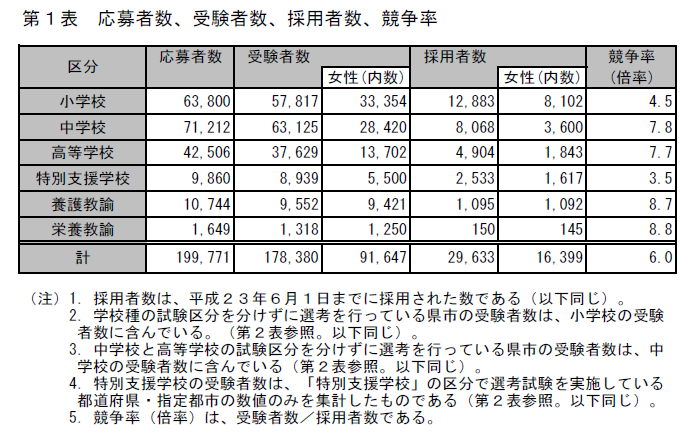 第１表　応募者数、受験者数、採用者数、競争率
区分 応募者数 受験者数 女性(内数) 採用者数 女性(内数) 競争率（倍率）
小学校 63,800 57,817 33,354 12,883 8,102 4.5
中学校 71,212 63,125 28,420 8,068 3,600 7.8
高等学校 42,506 37,629 13,702 4,904 1,843 7.7
特別支援学校 9,860 8,939 5,500 2,533 1,617 3.5
養護教諭 10,744 9,552 9,421 1,095 1,092 8.7
栄養教諭 1,649 1,318 1,250 150 145 8.8
計 199,771 178,380 91,647 29,633 16,399 6.0
（注）1. 採用者数は、平成２３年６月１日までに採用された数である（以下同じ）。
2. 学校種の試験区分を分けずに選考を行っている県市の受験者数は、小学校の受験
者数に含んでいる。（第２表参照。以下同じ）。
3. 中学校と高等学校の試験区分を分けずに選考を行っている県市の受験者数は、中
学校の受験者数に含んでいる（第２表参照。以下同じ）。
4. 特別支援学校の受験者数は、「特別支援学校」の区分で選考試験を実施している
都道府県・指定都市の数値のみを集計したものである（第２表参照。以下同じ）。
5. 競争率（倍率）は、受験者数／採用者数である。